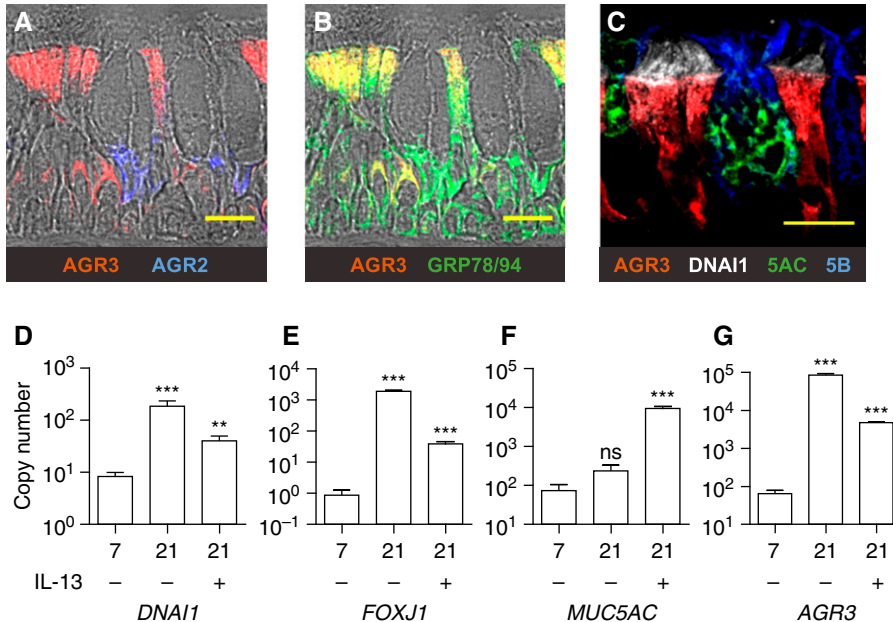 A B C
AGR3 AGR2 AGR3 GRP78/94 AGR3 DNAI1 5AC 5B
D E F G
Copy number
10³ 10² 10¹ 10⁰
*** **
10⁴ 10³ 10² 10¹ 10⁰ 10⁻¹
*** ***
10⁵ 10⁴ 10³ 10² 10¹
ns ***
10⁵ 10⁴ 10³ 10² 10¹
*** ***
7 21 21 7 21 21 7 21 21 7 21 21
IL-13 – – + – – + – – + – – +
DNAI1 FOXJ1 MUC5AC AGR3